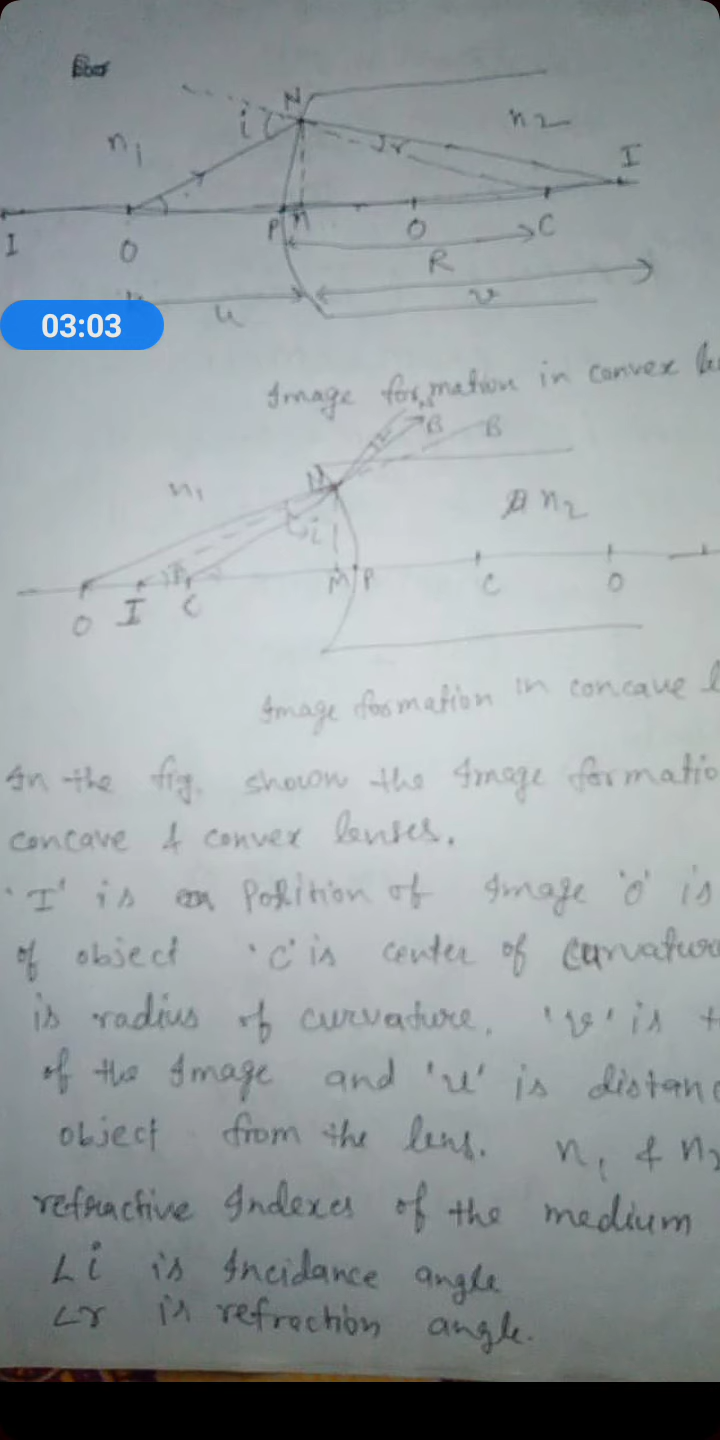 N
i
n1
n2
r
I
I
O
P
M
O
C
R
03:03
u
v
Image formation in convex
B
B
n1
N
n2
i
O
I
C
M
P
C
O
Image formation in concave
In the fig. shown the Image formatio
concave & convex lenses.
'I' is Position of Image 'O' is
of object 'C' is center of curvatur
is radius of curvature. 'v' is t
of the Image and 'u' is distanc
object from the lens. n1 & n2
refractive Indexes of the medium
∠i is Incidance angle
∠r is refraction angle.